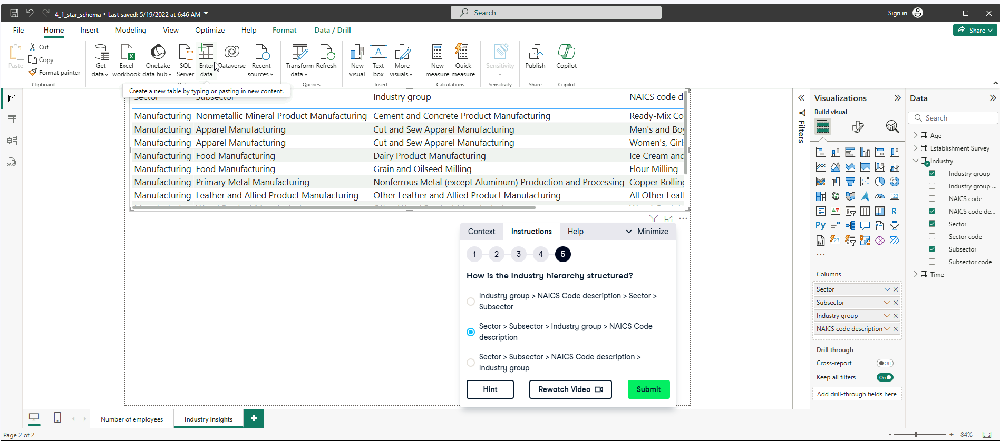 4_1_star_schema • Last saved: 5/19/2022 at 6:46 AM
Search
Sign in
File Home Insert Modeling View Optimize Help Format Data / Drill
Share
Paste
Cut
Copy
Format painter
Clipboard
Get data
Excel workbook
OneLake data hub
SQL Server
Enter data
Dataverse
Recent sources
Transform data
Refresh
Queries
New visual
Text box
More visuals
Insert
New measure
Quick measure
Calculations
Sensitivity
Sensitivity
Publish
Share
Copilot
Copilot
Create a new table by typing or pasting in new content.
Sector Subsector Industry group NAICS code d
Manufacturing Nonmetallic Mineral Product Manufacturing Cement and Concrete Product Manufacturing Ready-Mix Co
Manufacturing Apparel Manufacturing Cut and Sew Apparel Manufacturing Men's and Boy
Manufacturing Apparel Manufacturing Cut and Sew Apparel Manufacturing Women's, Girl
Manufacturing Food Manufacturing Dairy Product Manufacturing Ice Cream and
Manufacturing Food Manufacturing Grain and Oilseed Milling Flour Milling
Manufacturing Primary Metal Manufacturing Nonferrous Metal (except Aluminum) Production and Processing Copper Rolling
Manufacturing Leather and Allied Product Manufacturing Other Leather and Allied Product Manufacturing All Other Leat
Context Instructions Help Minimize
1 2 3 4 5
How is the Industry hierarchy structured?
Industry group > NAICS Code description > Sector >
Subsector
Sector > Subsector > Industry group > NAICS Code
description
Sector > Subsector > NAICS Code description >
Industry group
Hint
Rewatch Video
Submit
Filters
Visualizations
Build visual
123
R
Py
123
...
Columns
Sector
Subsector
Industry group
NAICS code description
Drill through
Cross-report Off
Keep all filters On
Add drill-through fields here
Data
Search
Age
Establishment Survey
Industry
Industry group
Industry group ...
NAICS code
NAICS code de...
Sector
Sector code
Subsector
Subsector code
Time
DAX
Number of employees
Industry Insights
+
Page 2 of 2
- + 84%